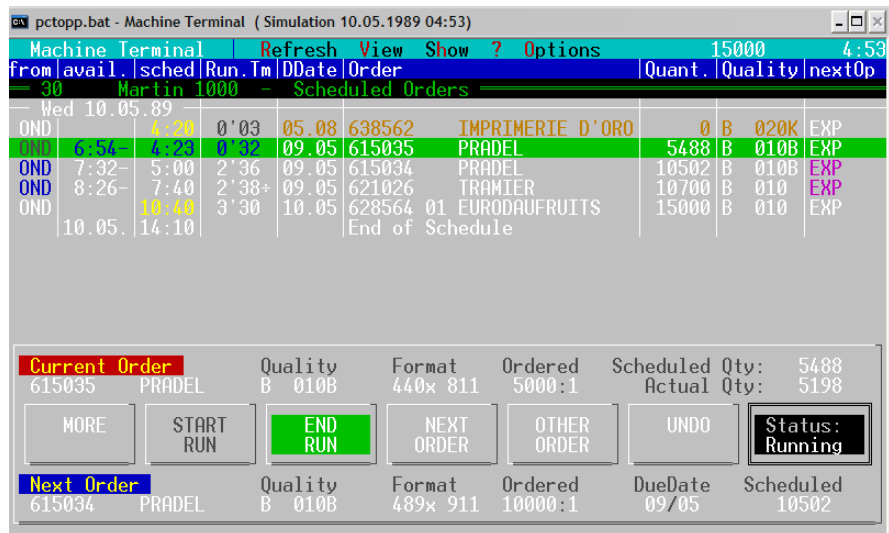 pctopp.bat - Machine Terminal ( Simulation 10.05.1989 04:53)
Machine Terminal Refresh View Show ? Options 15000 4:53
from|avail.|sched|Run.Tm|DDate|Order |Quant.|Quality|nextOp
30 Martin 1000 - Scheduled Orders
Wed 10.05.89
OND 4:20 0'03 05.08 638562 IMPRIMERIE D'ORO 0 B 020K EXP
OND 6:54- 4:23 0'32 09.05 615035 PRADEL 5488 B 010B EXP
OND 7:32- 5:00 2'36 09.05 615034 PRADEL 10502 B 010B EXP
OND 8:26- 7:40 2'38÷ 09.05 621026 TRAMIER 10700 B 010 EXP
OND 10:40 3'30 10.05 628564 01 EURODAUFRUITS 15000 B 010 EXP
10.05. 14:10 End of Schedule
Current Order Quality Format Ordered Scheduled Qty: 5488
615035 PRADEL B 010B 440x 811 5000:1 Actual Qty: 5198
MORE START RUN END RUN NEXT ORDER OTHER ORDER UNDO Status: Running
Next Order Quality Format Ordered DueDate Scheduled
615034 PRADEL B 010B 489x 911 10000:1 09/05 10502